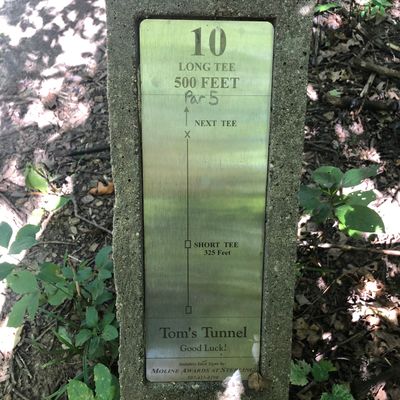 10
LONG TEE
500 FEET
Par 5
NEXT TEE
X
SHORT TEE
325 Feet
Tom's Tunnel
Good Luck!
MOLINE AWARDS